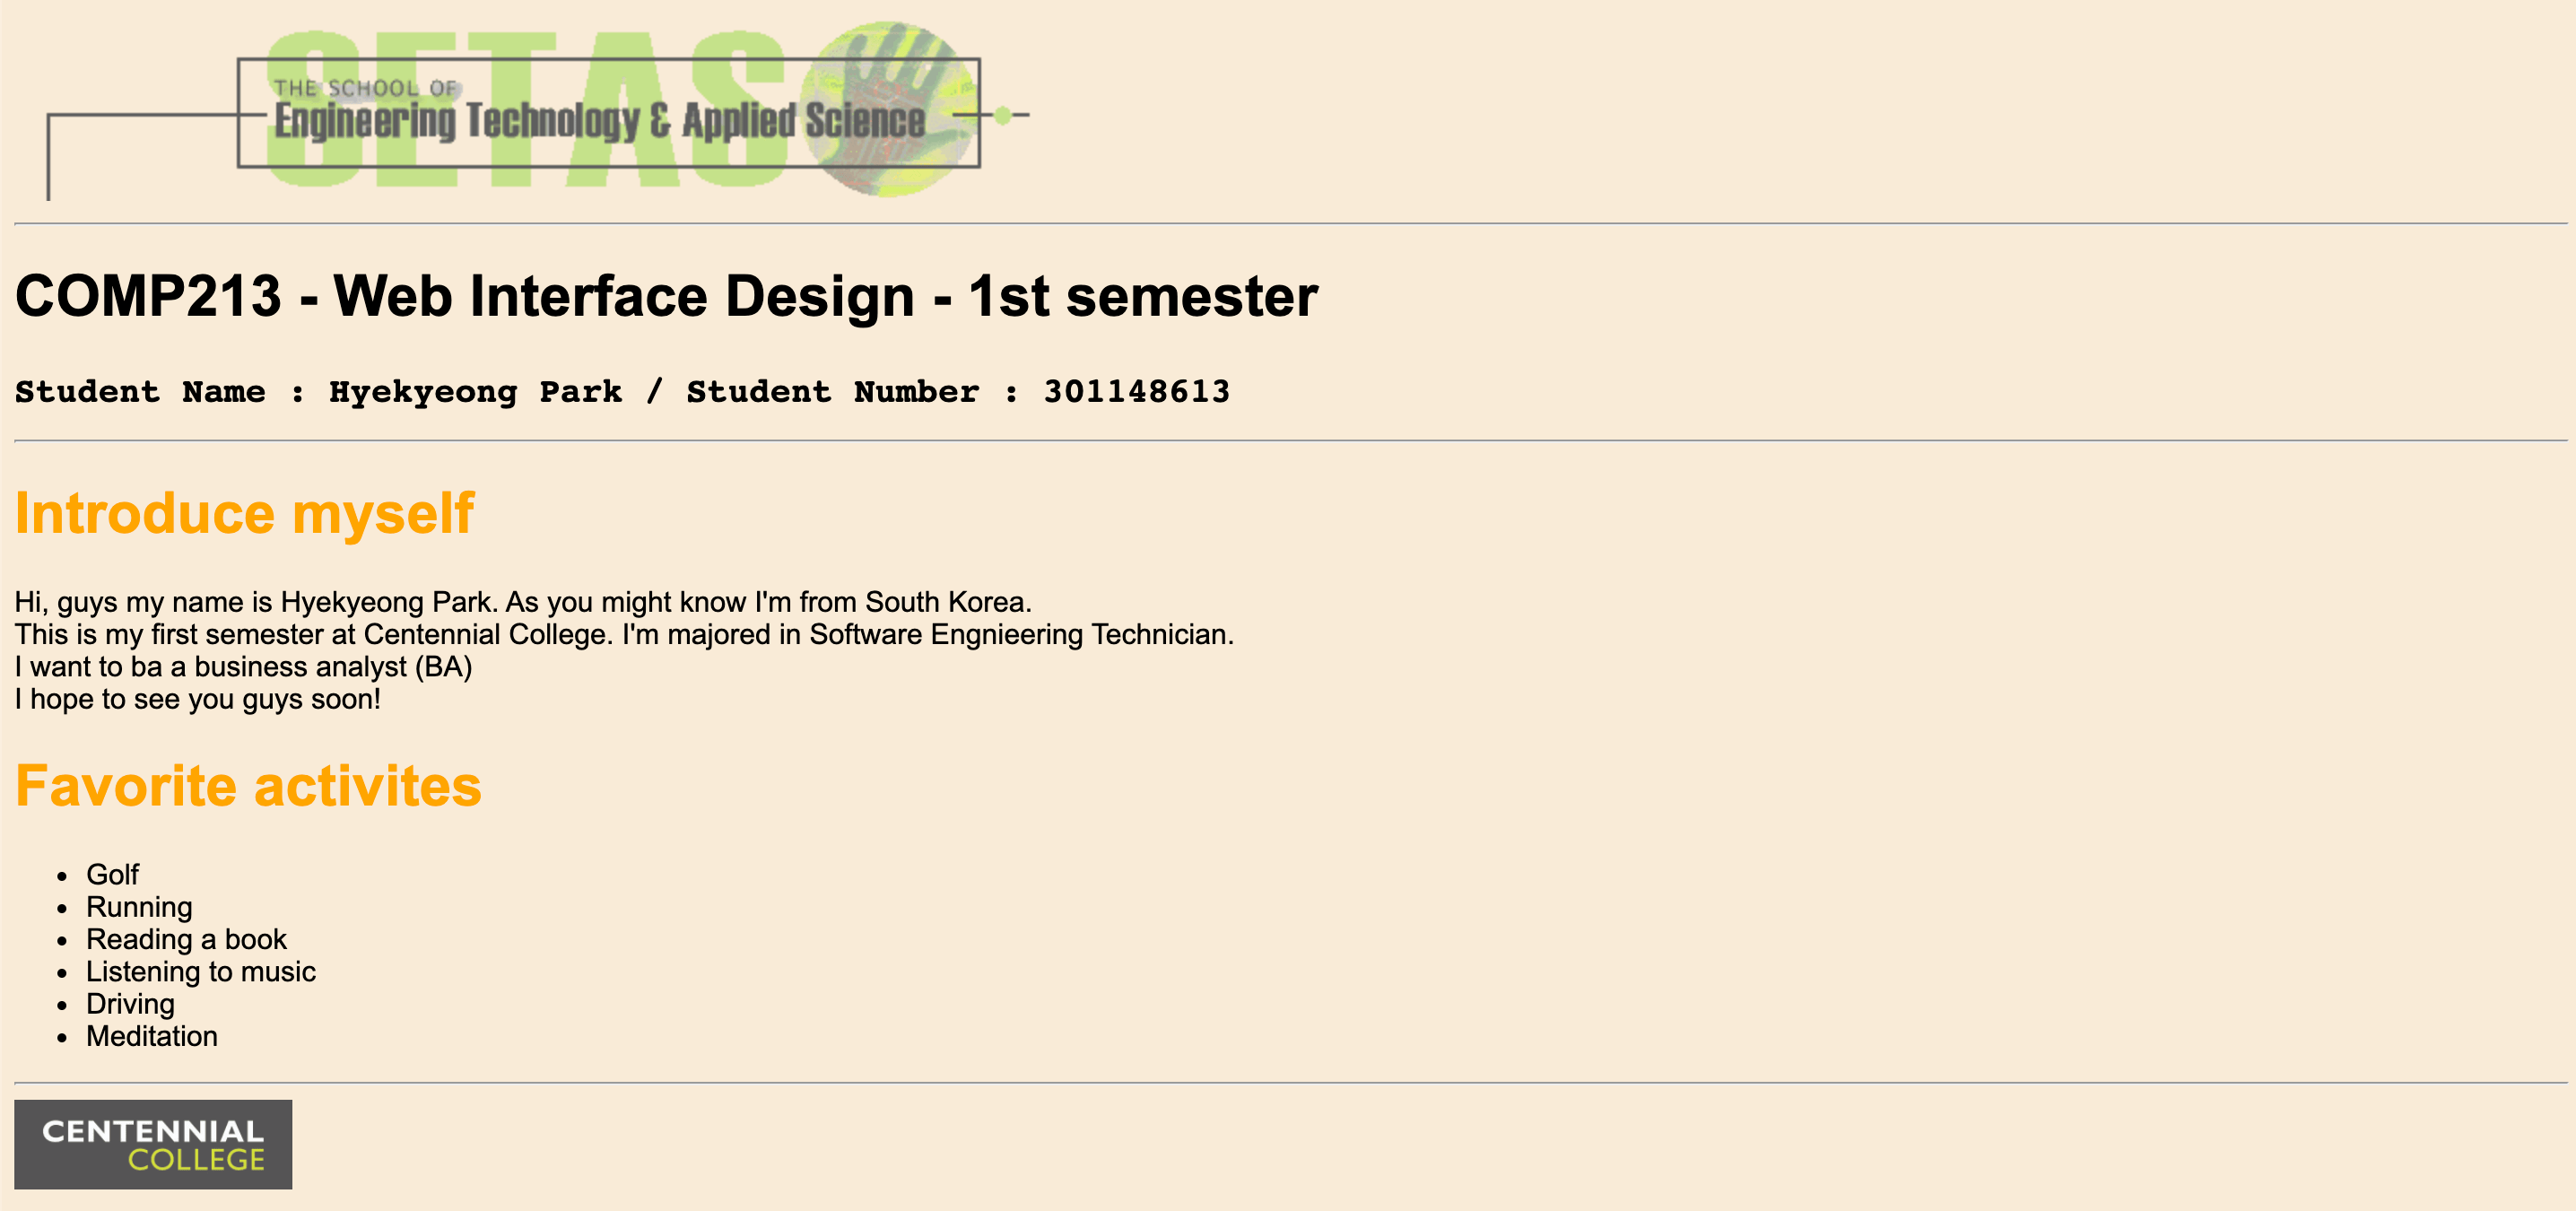 SETAS
THE SCHOOL OF
Engineering Technology & Applied Science
COMP213 - Web Interface Design - 1st semester
Student Name : Hyekyeong Park / Student Number : 301148613
Introduce myself
Hi, guys my name is Hyekyeong Park. As you might know I'm from South Korea.
This is my first semester at Centennial College. I'm majored in Software Engnieering Technician.
I want to ba a business analyst (BA)
I hope to see you guys soon!
Favorite activites
• Golf
• Running
• Reading a book
• Listening to music
• Driving
• Meditation
CENTENNIAL
COLLEGE